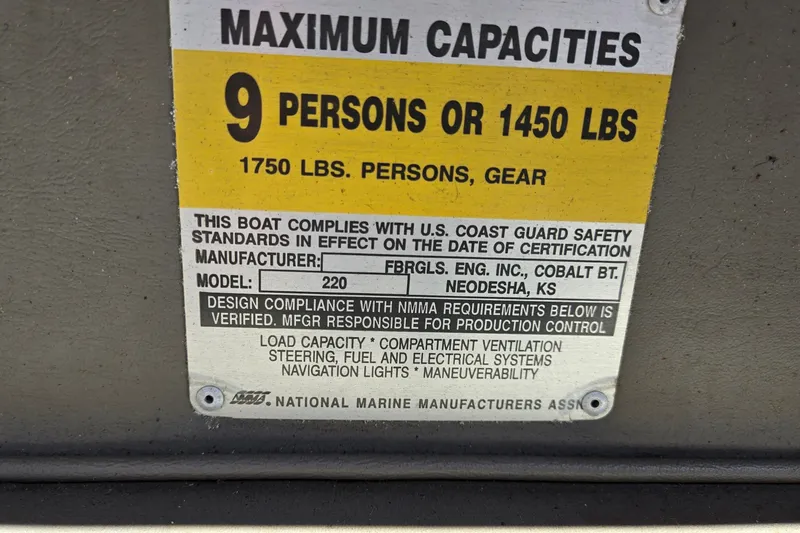 MAXIMUM CAPACITIES
9 PERSONS OR 1450 LBS
1750 LBS. PERSONS, GEAR
THIS BOAT COMPLIES WITH U.S. COAST GUARD SAFETY
STANDARDS IN EFFECT ON THE DATE OF CERTIFICATION
MANUFACTURER: FBRGLS. ENG. INC., COBALT BT.
MODEL: 220 NEODESHA, KS
DESIGN COMPLIANCE WITH NMMA REQUIREMENTS BELOW IS
VERIFIED. MFGR RESPONSIBLE FOR PRODUCTION CONTROL
LOAD CAPACITY * COMPARTMENT VENTILATION
STEERING, FUEL AND ELECTRICAL SYSTEMS
NAVIGATION LIGHTS * MANEUVERABILITY
NMMA. NATIONAL MARINE MANUFACTURERS ASSN